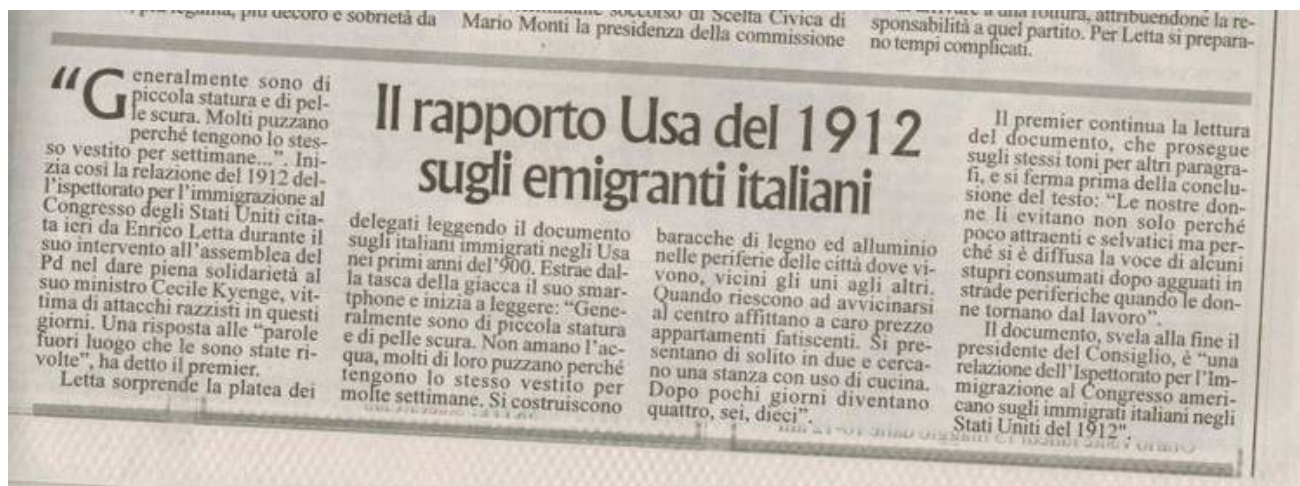 più decoro e sobrietà da
soccorso di Scelta Civica di
Mario Monti la presidenza della commissione
a una rottura, attribuendone la re-
sponsabilità a quel partito. Per Letta si prepara-
no tempi complicati.
Il rapporto Usa del 1912
sugli emigranti italiani
“Generalmente sono di
piccola statura e di pel-
le scura. Molti puzzano
perché tengono lo stes-
so vestito per settimane...”. Ini-
zia così la relazione del 1912 del-
l'ispettorato per l'immigrazione al
Congresso degli Stati Uniti cita-
ta ieri da Enrico Letta durante il
suo intervento all'assemblea del
Pd nel dare piena solidarietà al
suo ministro Cecile Kyenge, vit-
tima di attacchi razzisti in questi
giorni. Una risposta alle “parole
fuori luogo che le sono state ri-
volte”, ha detto il premier.
Letta sorprende la platea dei
delegati leggendo il documento
sugli italiani immigrati negli Usa
nei primi anni del'900. Estrae dal-
la tasca della giacca il suo smar-
tphone e inizia a leggere: “Gene-
ralmente sono di piccola statura
e di pelle scura. Non amano l'ac-
qua, molti di loro puzzano perché
tengono lo stesso vestito per
molte settimane. Si costruiscono
baracche di legno ed alluminio
nelle periferie delle città dove vi-
vono, vicini gli uni agli altri.
Quando riescono ad avvicinarsi
al centro affittano a caro prezzo
appartamenti fatiscenti. Si pre-
sentano di solito in due e cerca-
no una stanza con uso di cucina.
Dopo pochi giorni diventano
quattro, sei, dieci”.
Il premier continua la lettura
del documento, che prosegue
sugli stessi toni per altri paragra-
fi, e si ferma prima della conclu-
sione del testo: “Le nostre don-
ne li evitano non solo perché
poco attraenti e selvatici ma per-
ché si è diffusa la voce di alcuni
stupri consumati dopo agguati in
strade periferiche quando le don-
ne tornano dal lavoro”.
Il documento, svela alla fine il
presidente del Consiglio, è “una
relazione dell'Ispettorato per l'Im-
migrazione al Congresso ameri-
cano sugli immigrati italiani negli
Stati Uniti del 1912".